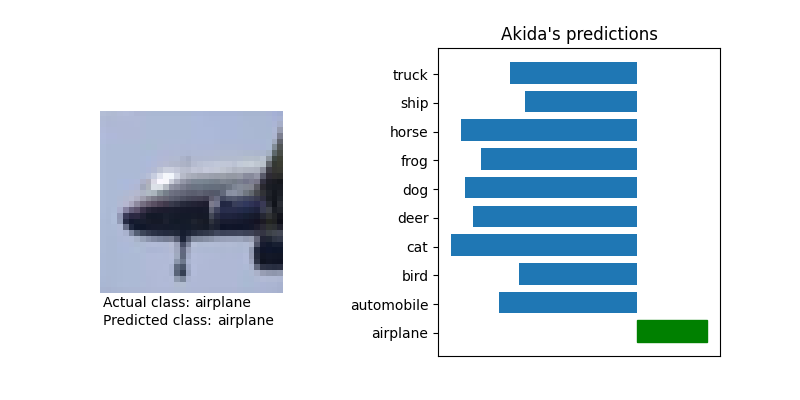 Akida's predictions
truck
ship
horse
frog
dog
deer
cat
bird
automobile
airplane
Actual class: airplane
Predicted class: airplane